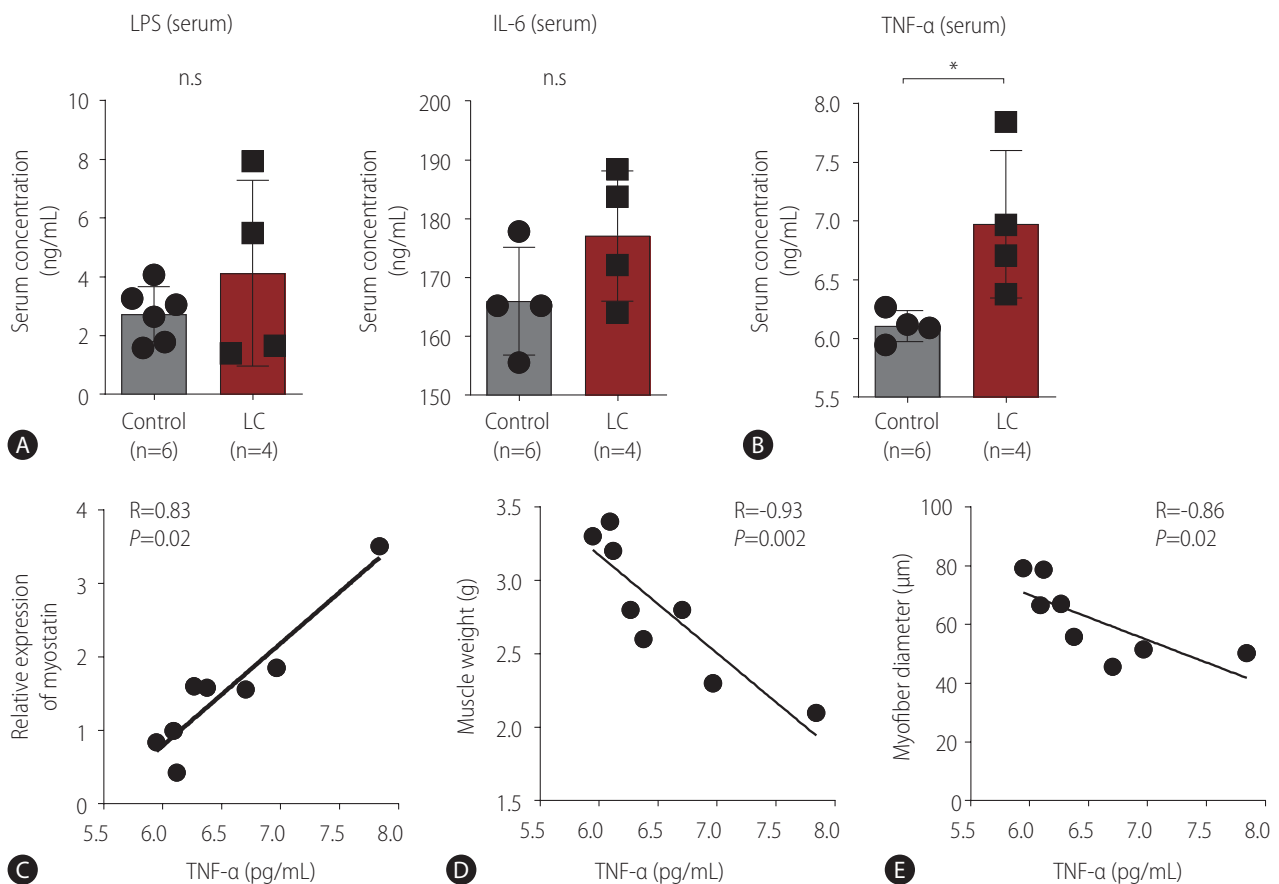 LPS (serum)
n.s
Serum concentration
(ng/mL)
10
8
6
4
2
0
Control
(n=6)
LC
(n=4)
A
IL-6 (serum)
n.s
Serum concentration
(ng/mL)
200
190
180
170
160
150
Control
(n=6)
LC
(n=4)
TNF-α (serum)
*
Serum concentration
(ng/mL)
8.0
7.5
7.0
6.5
6.0
5.5
Control
(n=6)
LC
(n=4)
B
R=0.83
P=0.02
Relative expression
of myostatin
4
3
2
1
0
5.5 6.0 6.5 7.0 7.5 8.0
TNF-α (pg/mL)
C
R=-0.93
P=0.002
Muscle weight (g)
3.5
3.0
2.5
2.0
1.5
5.5 6.0 6.5 7.0 7.5 8.0
TNF-α (pg/mL)
D
R=-0.86
P=0.02
Myofiber diameter (μm)
100
80
60
40
20
0
5.5 6.0 6.5 7.0 7.5 8.0
TNF-α (pg/mL)
E